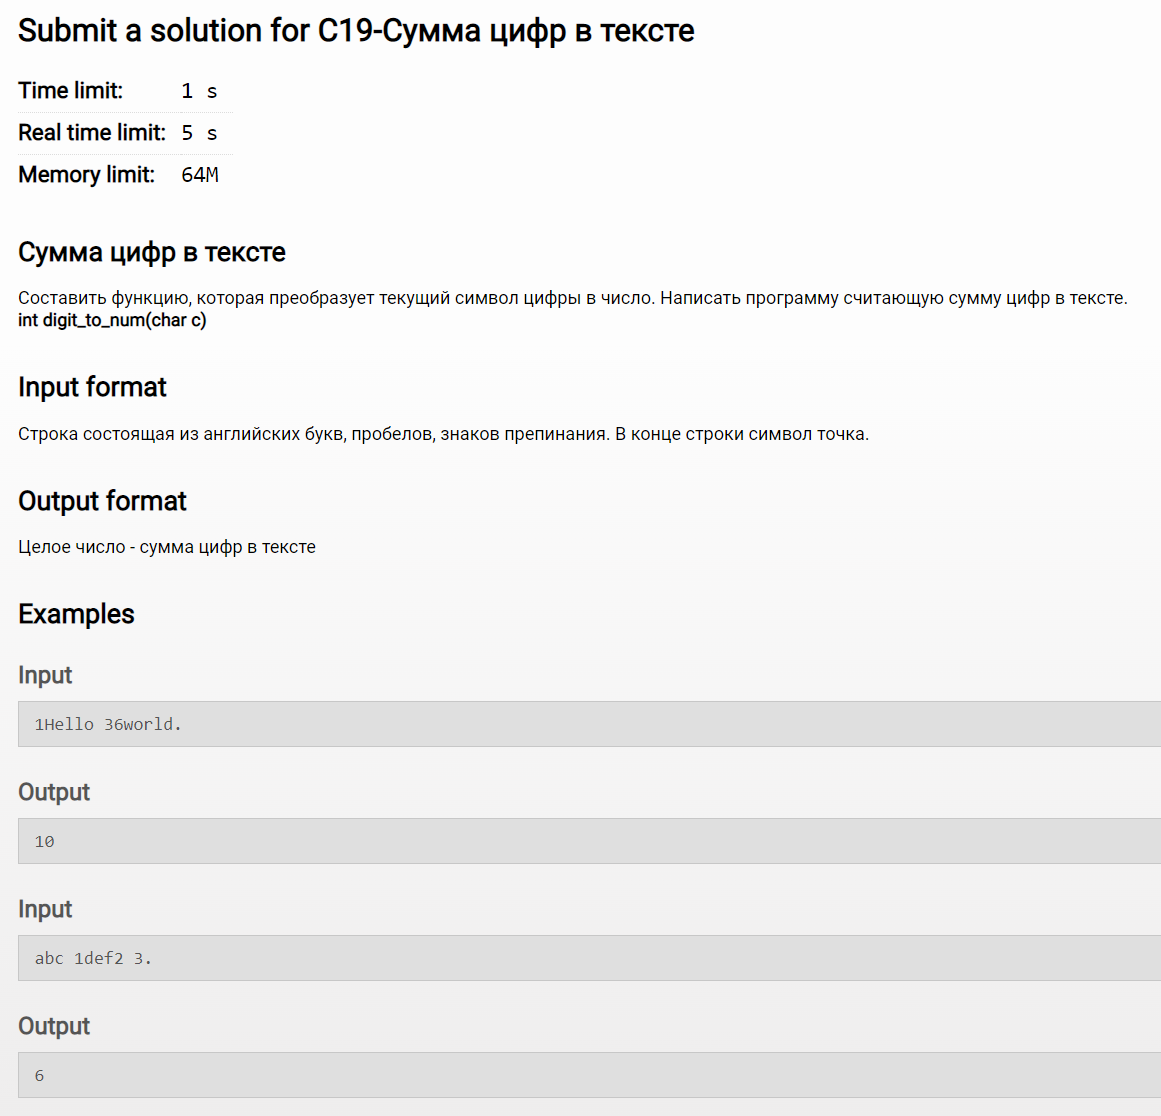 Submit a solution for C19-Сумма цифр в тексте
Time limit: 1 s
Real time limit: 5 s
Memory limit: 64M
Сумма цифр в тексте
Составить функцию, которая преобразует текущий символ цифры в число. Написать программу считающую сумму цифр в тексте.
int digit_to_num(char c)
Input format
Строка состоящая из английских букв, пробелов, знаков препинания. В конце строки символ точка.
Output format
Целое число - сумма цифр в тексте
Examples
Input
1Hello 36world.
Output
10
Input
abc 1def2 3.
Output
6